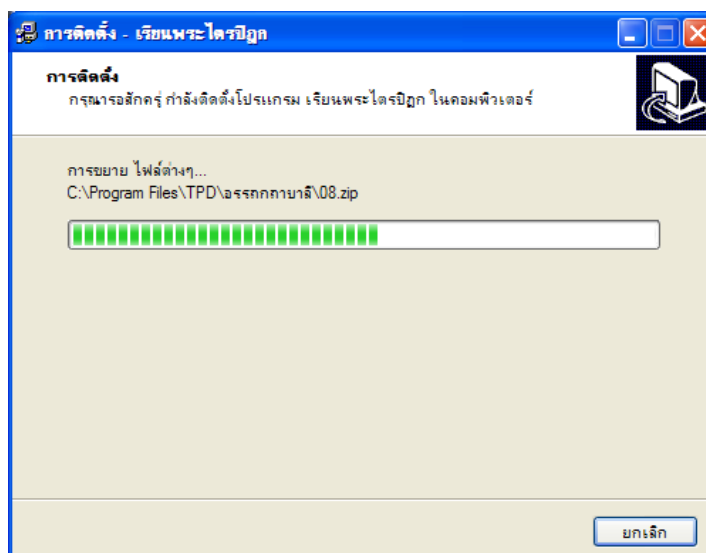 การติดตั้ง - เรียนพระไตรปิฎก
การติดตั้ง
กรุณารอสักครู่ กำลังติดตั้งโปรแกรม เรียนพระไตรปิฎก ในคอมพิวเตอร์
การขยาย ไฟล์ต่างๆ...
C:\Program Files\TPD\อรรถกถาบาลี\08.zip
ยกเลิก